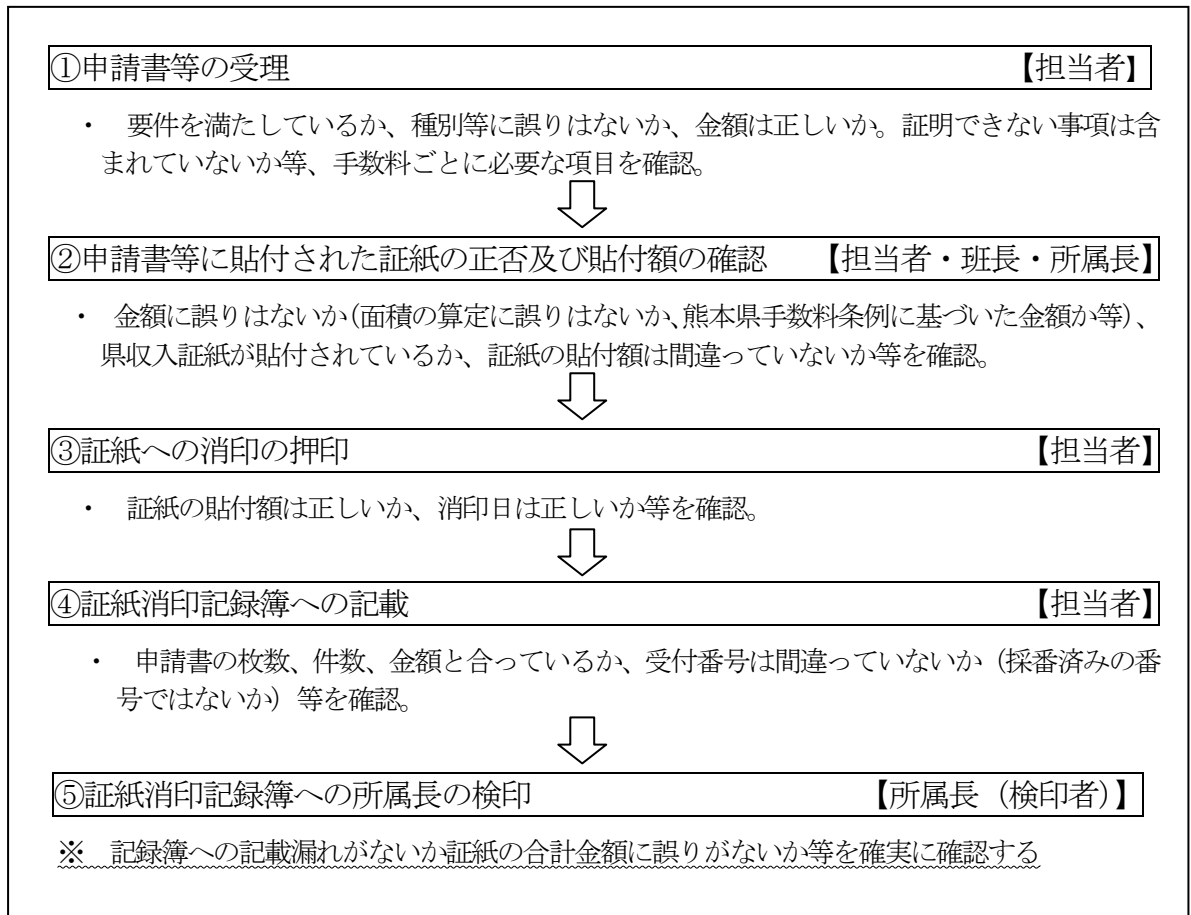 ①申請書等の受理 【担当者】
・ 要件を満たしているか、種別等に誤りはないか、金額は正しいか。証明できない事項は含
まれていないか等、手数料ごとに必要な項目を確認。
②申請書等に貼付された証紙の正否及び貼付額の確認 【担当者・班長・所属長】
・ 金額に誤りはないか(面積の算定に誤りはないか、熊本県手数料条例に基づいた金額か等)、
県収入証紙が貼付されているか、証紙の貼付額は間違っていないか等を確認。
③証紙への消印の押印 【担当者】
・ 証紙の貼付額は正しいか、消印日は正しいか等を確認。
④証紙消印記録簿への記載 【担当者】
・ 申請書の枚数、件数、金額と合っているか、受付番号は間違っていないか（採番済みの番
号ではないか）等を確認。
⑤証紙消印記録簿への所属長の検印 【所属長（検印者）】
※ 記録簿への記載漏れがないか証紙の合計金額に誤りがないか等を確実に確認する